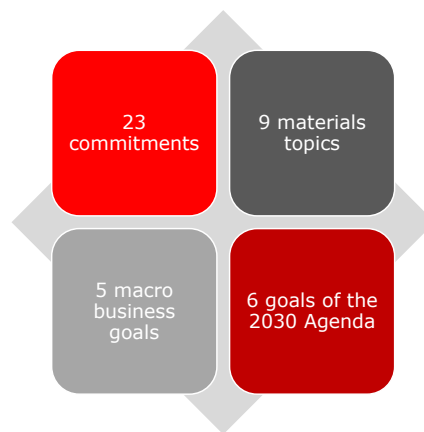 23
commitments
9 materials
topics
5 macro
business
goals
6 goals of the
2030 Agenda